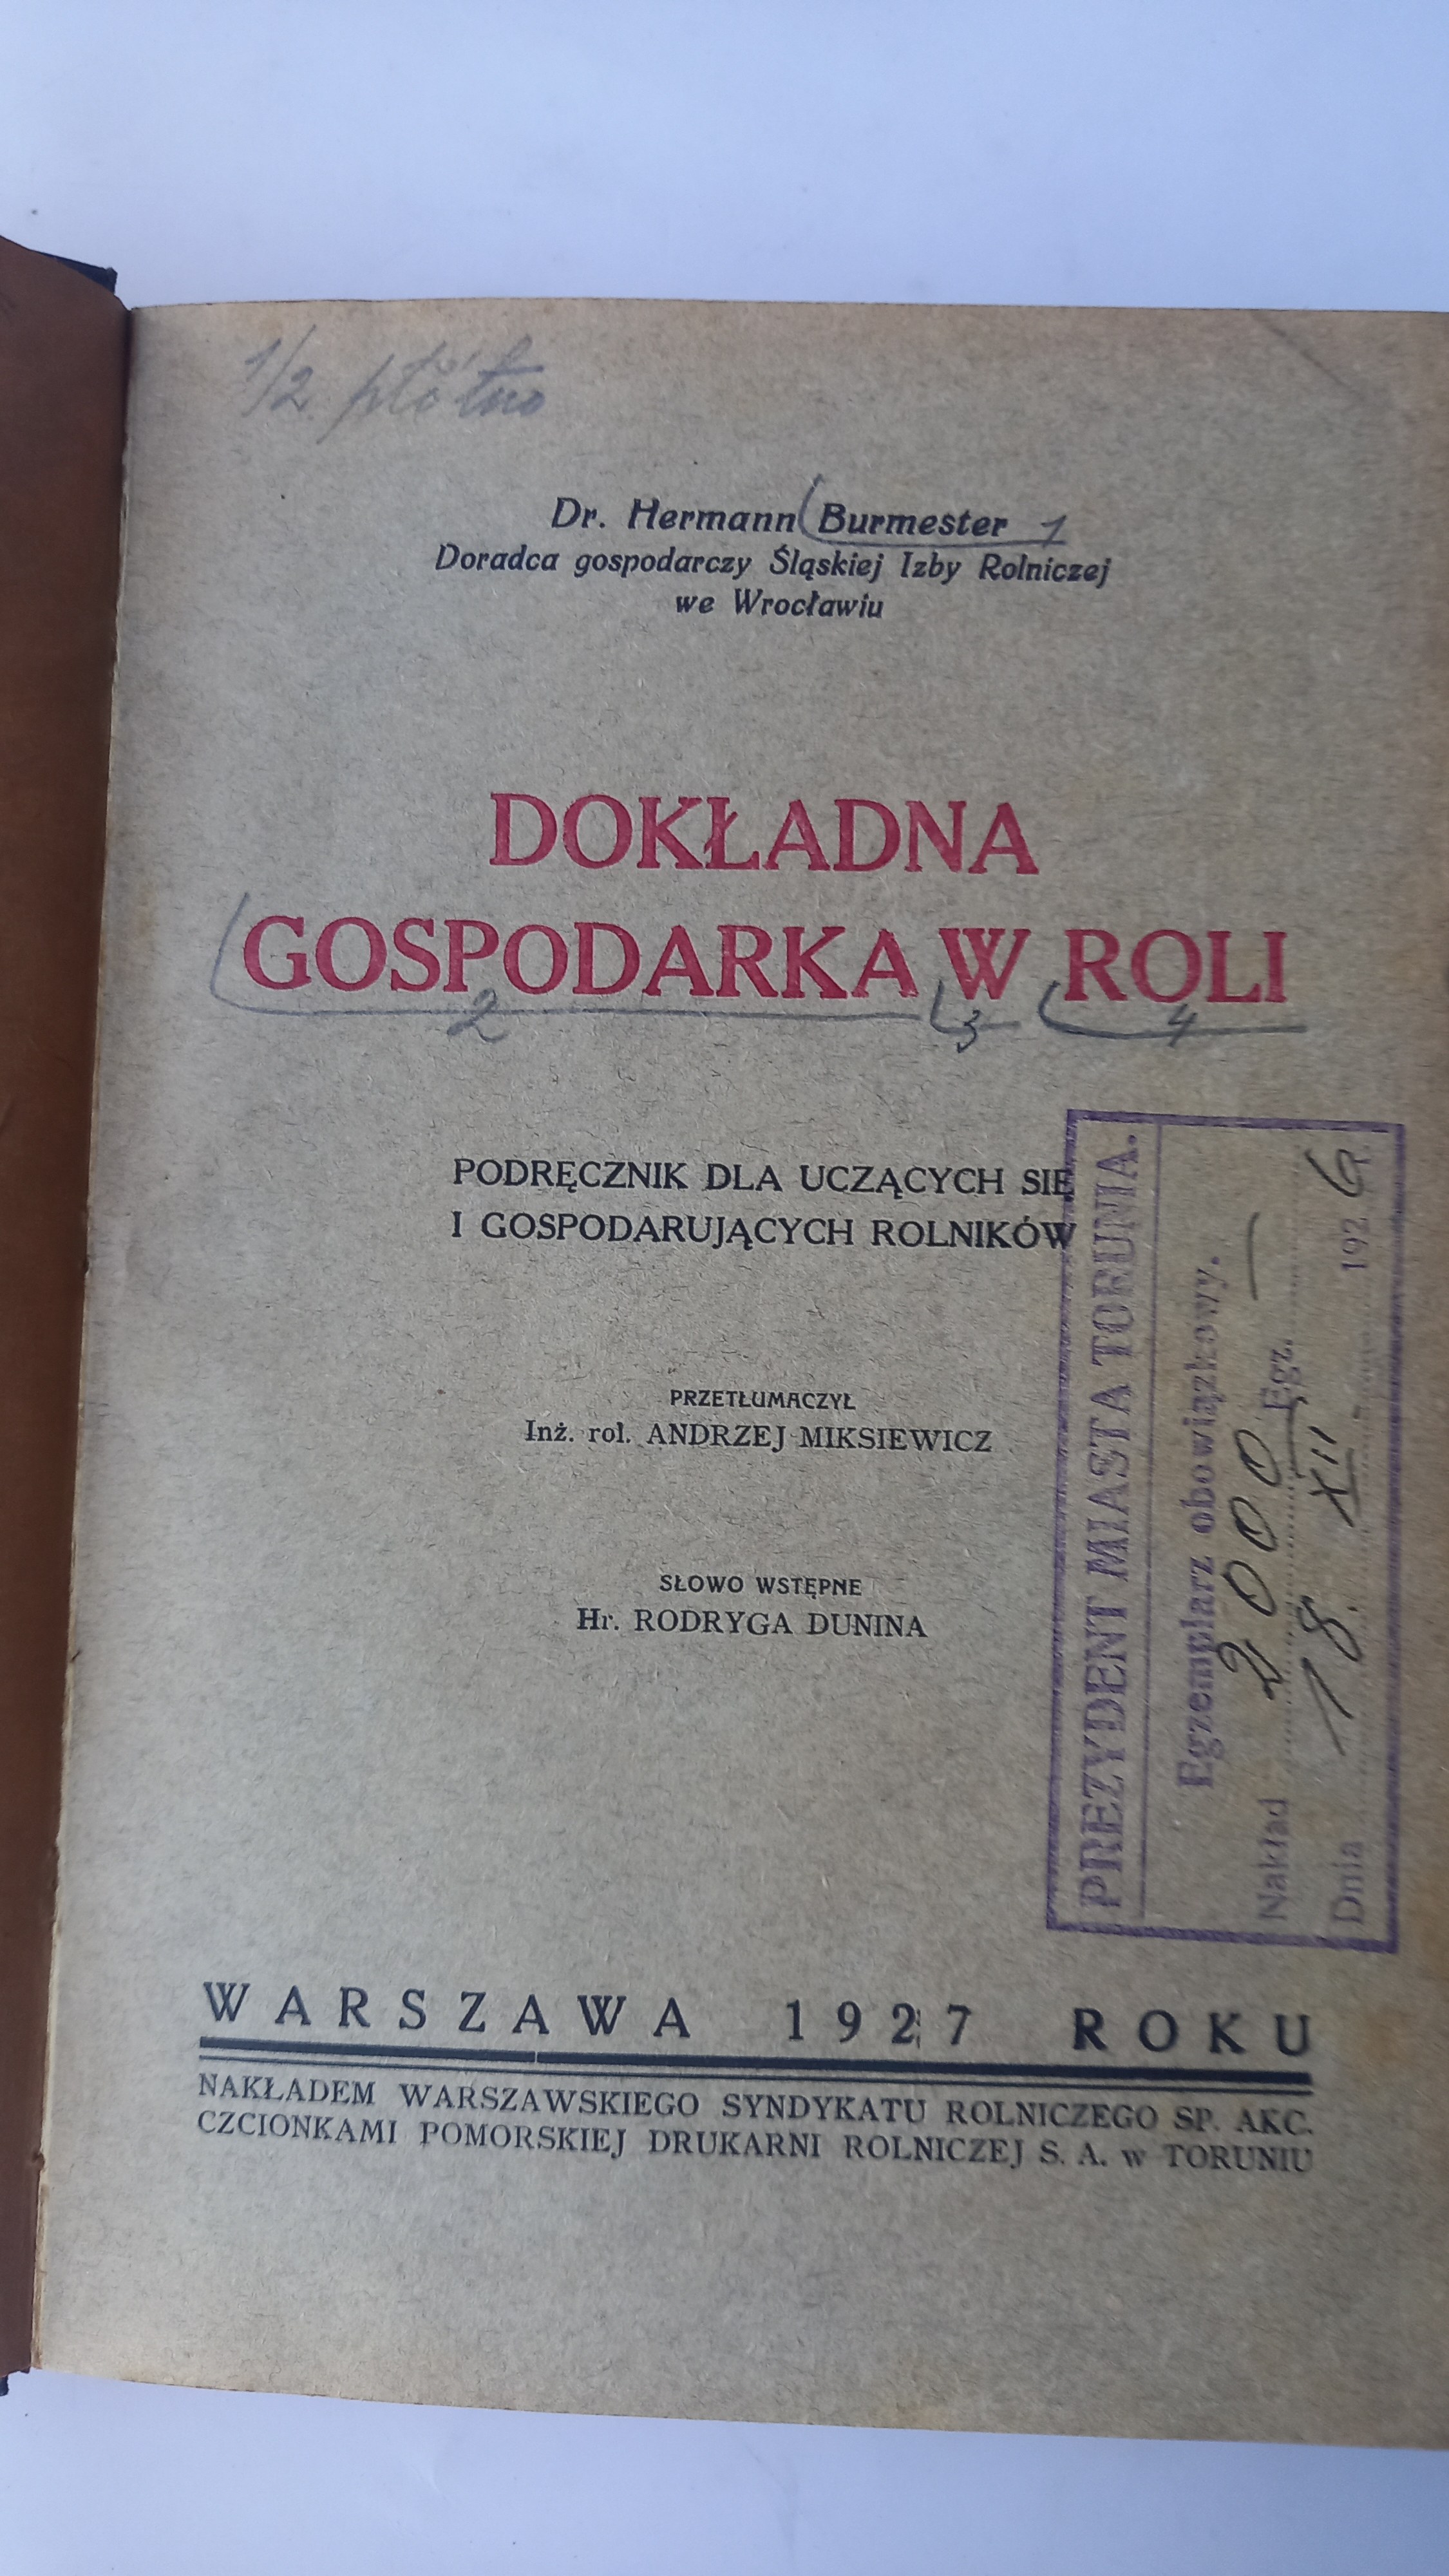 1/2 płótno
Dr. Hermann Burmester 1
Doradca gospodarczy Śląskiej Izby Rolniczej
we Wrocławiu
DOKŁADNA
GOSPODARKA W ROLI
2 3 4
PODRĘCZNIK DLA UCZĄCYCH SIĘ
I GOSPODARUJĄCYCH ROLNIKÓW
PRZETŁUMACZYŁ
Inż. rol. ANDRZEJ MIKSIEWICZ
SŁOWO WSTĘPNE
Hr. RODRYGA DUNINA
PREZYDENT MIASTA TORUNIA.
Egzemplarz obowiązkowy.
Nakład 2000 Egz. —
Dnia 18. XII. 1926
WARSZAWA 1927 ROKU
NAKŁADEM WARSZAWSKIEGO SYNDYKATU ROLNICZEGO SP. AKC.
CZCIONKAMI POMORSKIEJ DRUKARNI ROLNICZEJ S. A. w TORUNIU